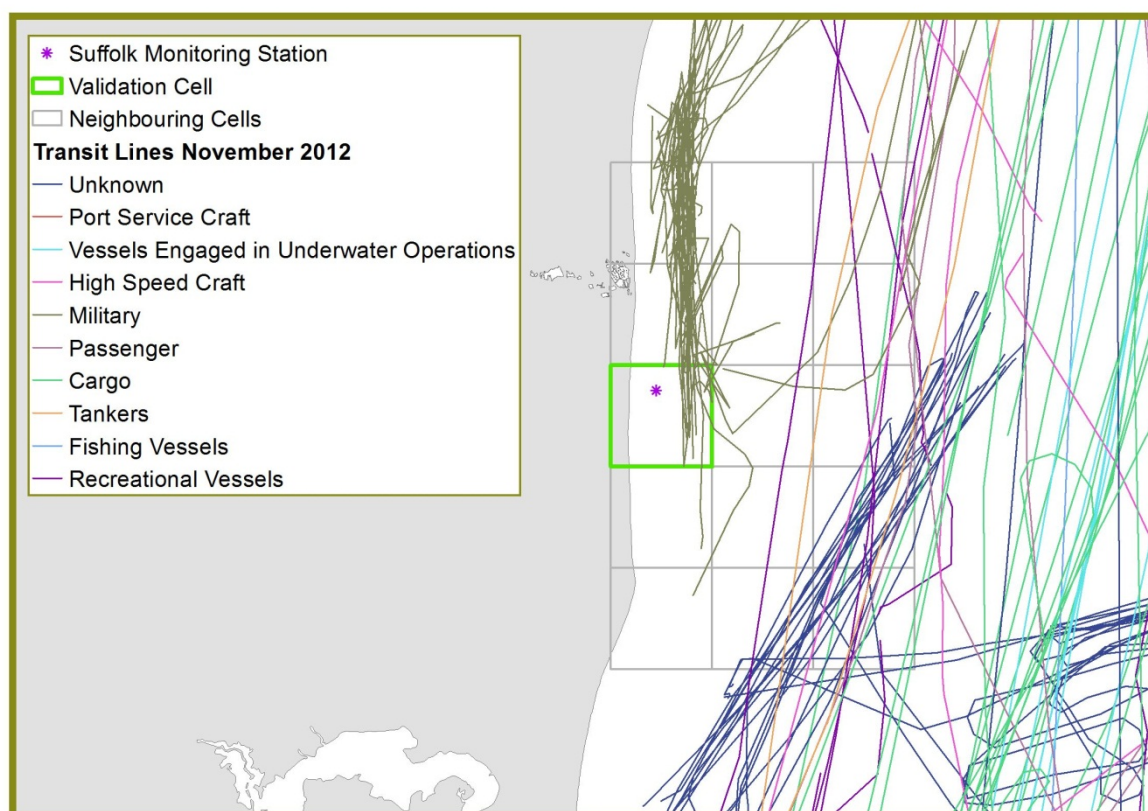 Suffolk Monitoring Station
Validation Cell
Neighbouring Cells
Transit Lines November 2012
Unknown
Port Service Craft
Vessels Engaged in Underwater Operations
High Speed Craft
Military
Passenger
Cargo
Tankers
Fishing Vessels
Recreational Vessels